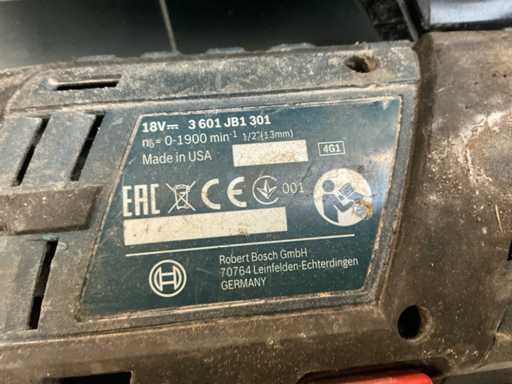 18V⎓ 3 601 JB1 301
n₀= 0-1900 min⁻¹ 1/2"(13mm)
Made in USA 4G1
EAC CE 001
Robert Bosch GmbH
70764 Leinfelden-Echterdingen
GERMANY